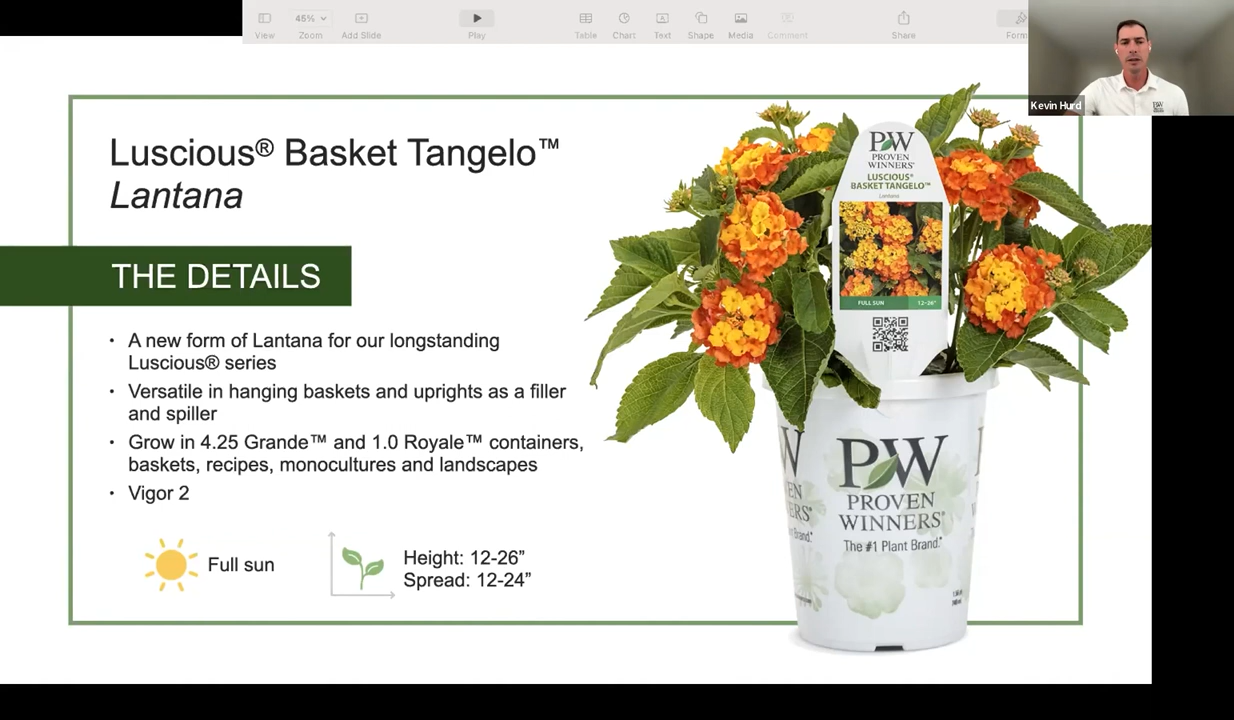 45%
View
Zoom
Add Slide
Play
Table
Chart
Text
Shape
Media
Comment
Share
Form
Kevin Hurd
Luscious® Basket Tangelo™
Lantana
THE DETAILS
· A new form of Lantana for our longstanding
Luscious® series
· Versatile in hanging baskets and uprights as a filler
and spiller
· Grow in 4.25 Grande™ and 1.0 Royale™ containers,
baskets, recipes, monocultures and landscapes
· Vigor 2
Full sun
Height: 12-26”
Spread: 12-24”
PW
PROVEN
WINNERS®
LUSCIOUS®
BASKET TANGELO™
Lantana
FULL SUN 12-26"
PW
PROVEN
WINNERS®
The #1 Plant Brand.®